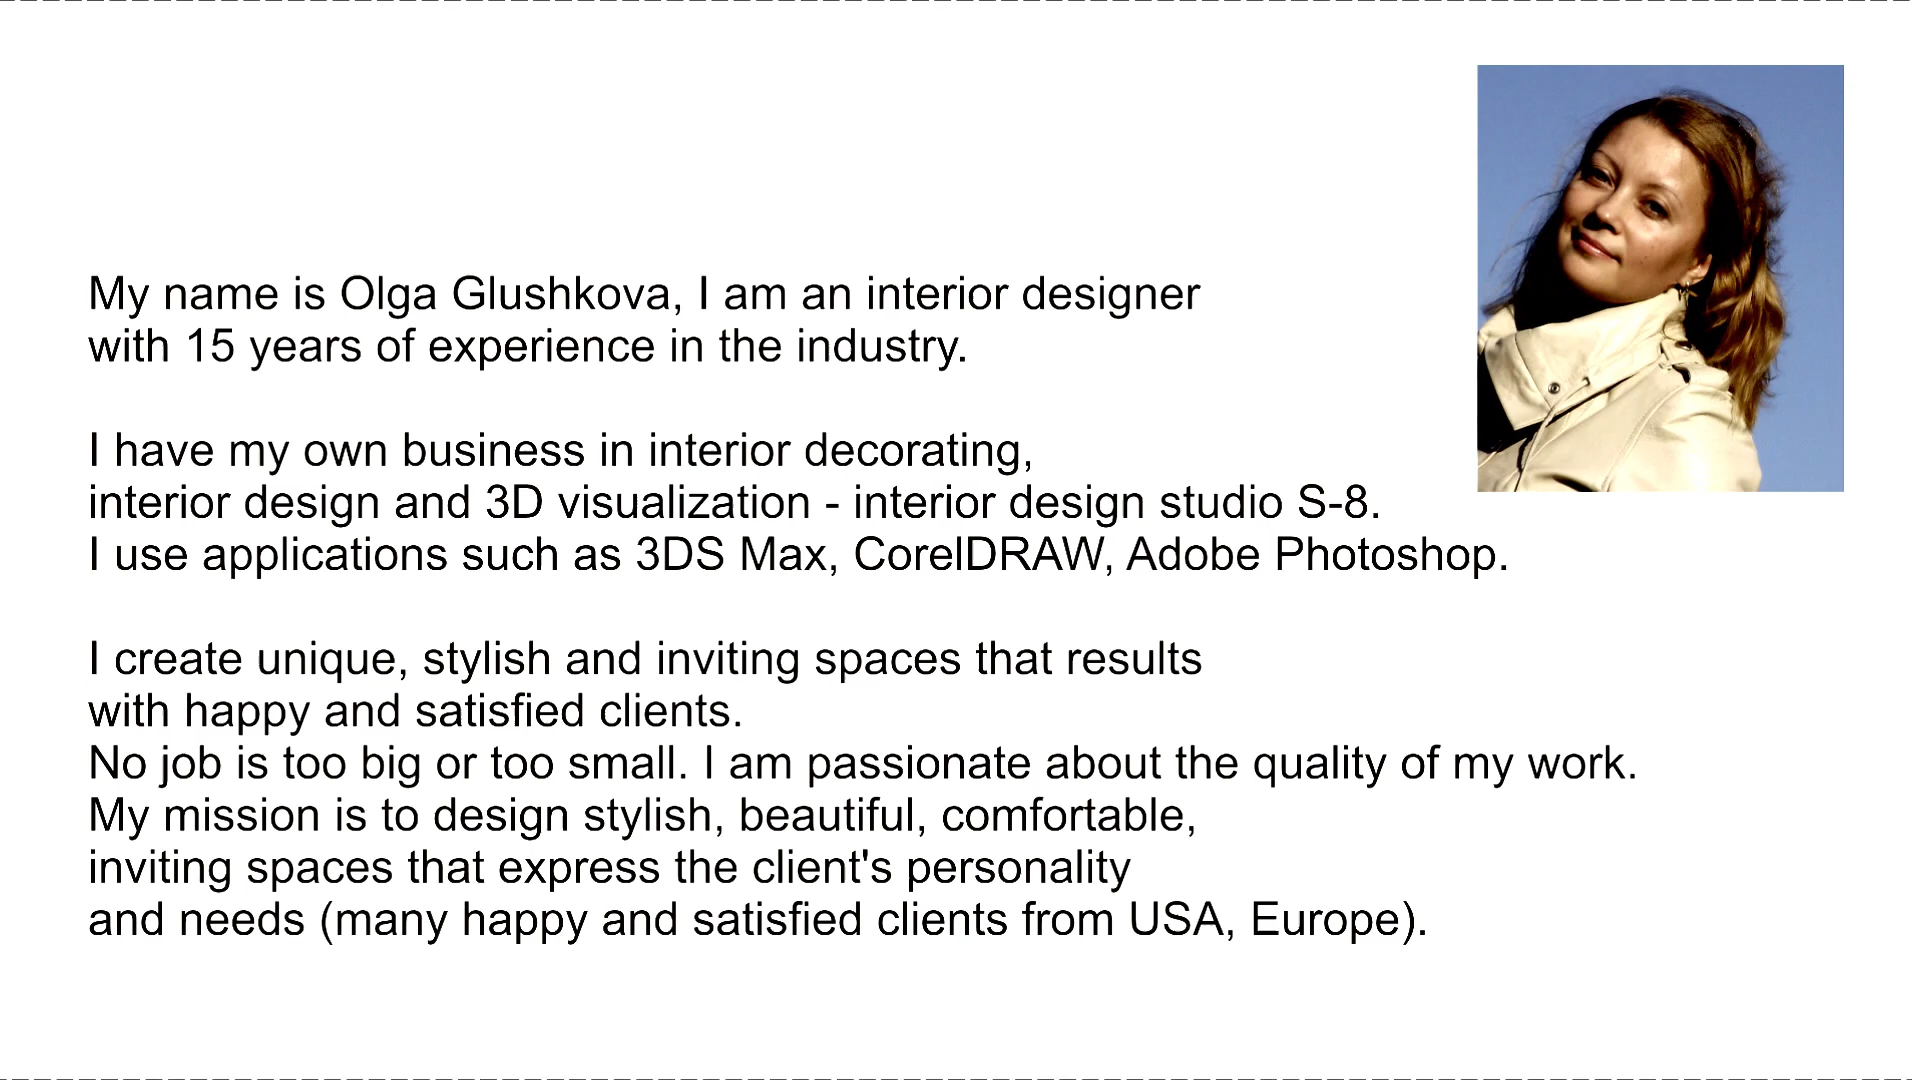 My name is Olga Glushkova, I am an interior designer
with 15 years of experience in the industry.
I have my own business in interior decorating,
interior design and 3D visualization - interior design studio S-8.
I use applications such as 3DS Max, CorelDRAW, Adobe Photoshop.
I create unique, stylish and inviting spaces that results
with happy and satisfied clients.
No job is too big or too small. I am passionate about the quality of my work.
My mission is to design stylish, beautiful, comfortable,
inviting spaces that express the client's personality
and needs (many happy and satisfied clients from USA, Europe).